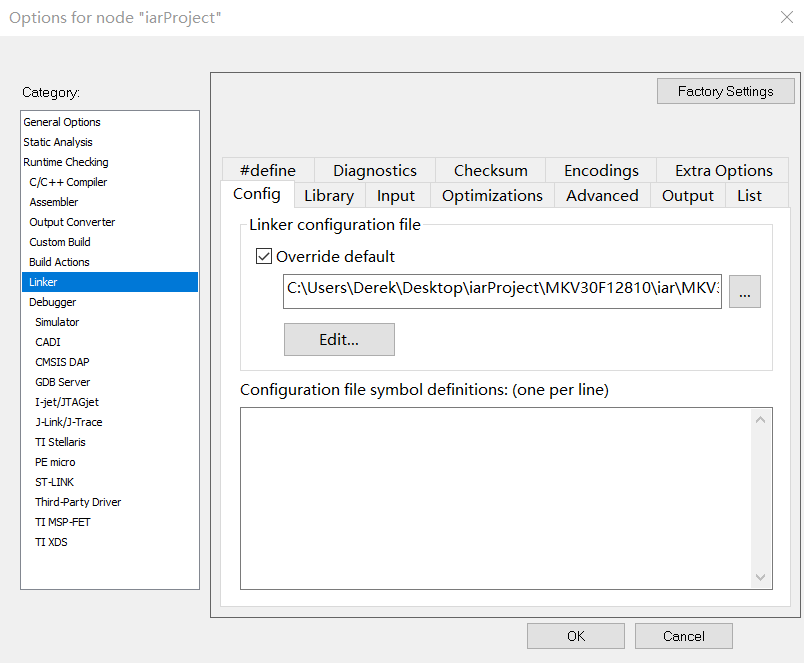 Options for node "iarProject"
Category:
Factory Settings
General Options
Static Analysis
Runtime Checking
C/C++ Compiler
Assembler
Output Converter
Custom Build
Build Actions
Linker
Debugger
Simulator
CADI
CMSIS DAP
GDB Server
I-jet/JTAGjet
J-Link/J-Trace
TI Stellaris
PE micro
ST-LINK
Third-Party Driver
TI MSP-FET
TI XDS
#define Diagnostics Checksum Encodings Extra Options
Config Library Input Optimizations Advanced Output List
Linker configuration file
Override default
C:\Users\Derek\Desktop\iarProject\MKV30F12810\iar\MKV
...
Edit...
Configuration file symbol definitions: (one per line)
OK Cancel